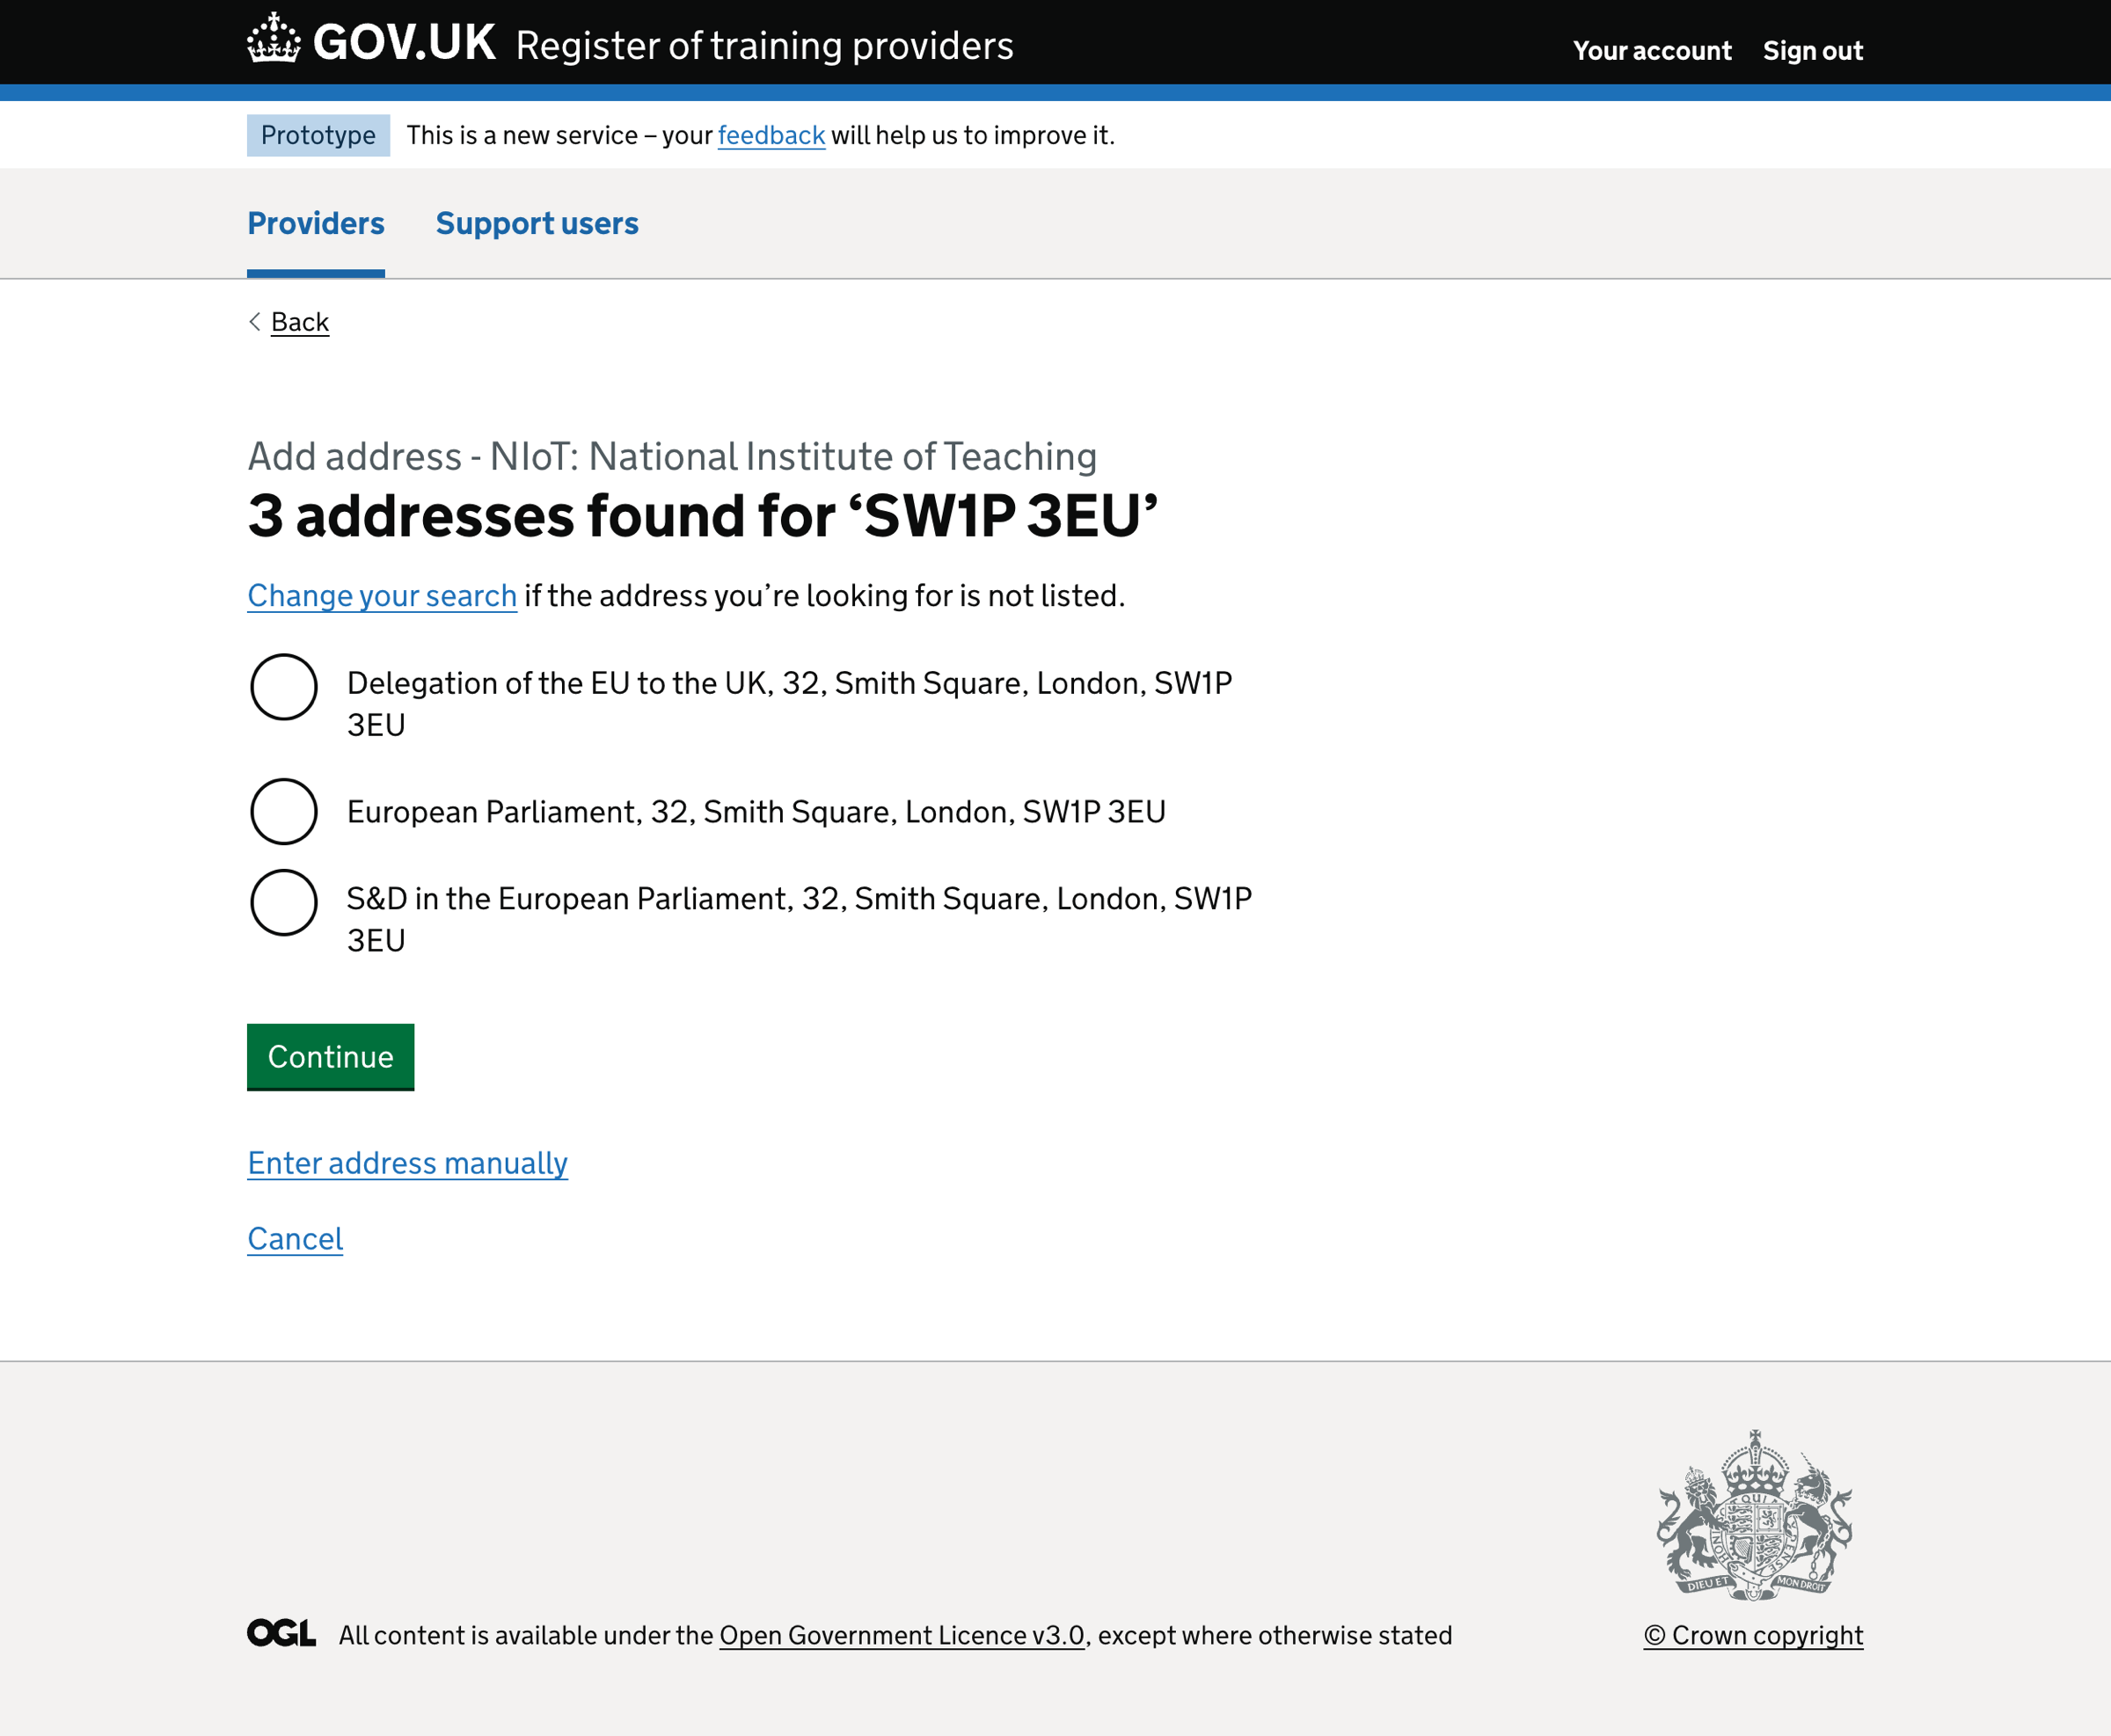 GOV.UK Register of training providers
Your account Sign out
Prototype This is a new service – your feedback will help us to improve it.
Providers Support users
Back
Add address - NIoT: National Institute of Teaching
3 addresses found for ‘SW1P 3EU’
Change your search if the address you’re looking for is not listed.
Delegation of the EU to the UK, 32, Smith Square, London, SW1P
3EU
European Parliament, 32, Smith Square, London, SW1P 3EU
S&D in the European Parliament, 32, Smith Square, London, SW1P
3EU
Continue
Enter address manually
Cancel
DIEU ET MON DROIT
OGL All content is available under the Open Government Licence v3.0, except where otherwise stated
© Crown copyright